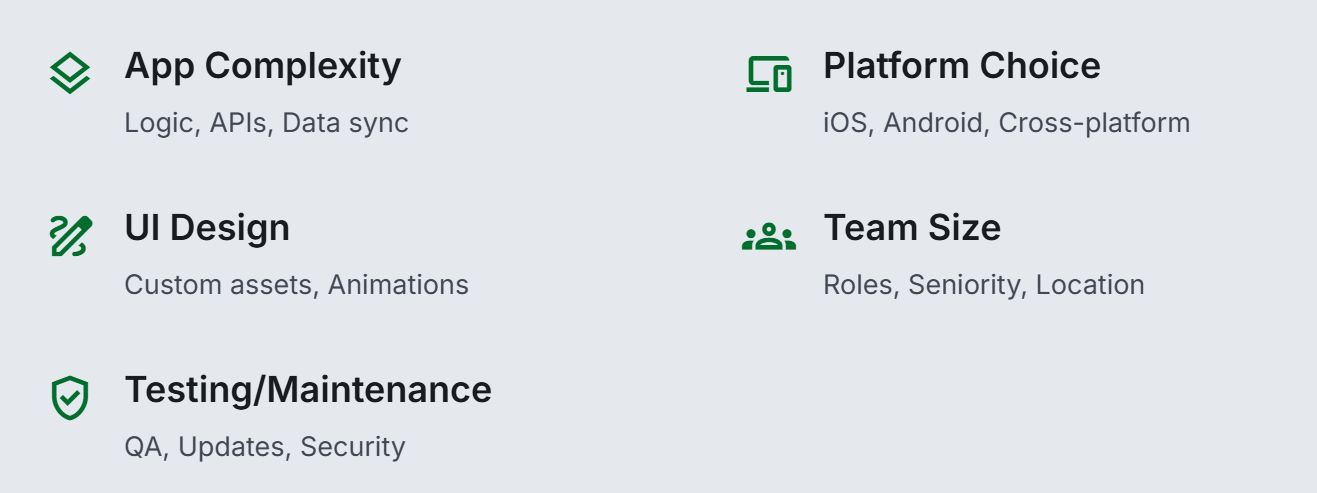 App Complexity
Logic, APIs, Data sync
Platform Choice
iOS, Android, Cross-platform
UI Design
Custom assets, Animations
Team Size
Roles, Seniority, Location
Testing/Maintenance
QA, Updates, Security